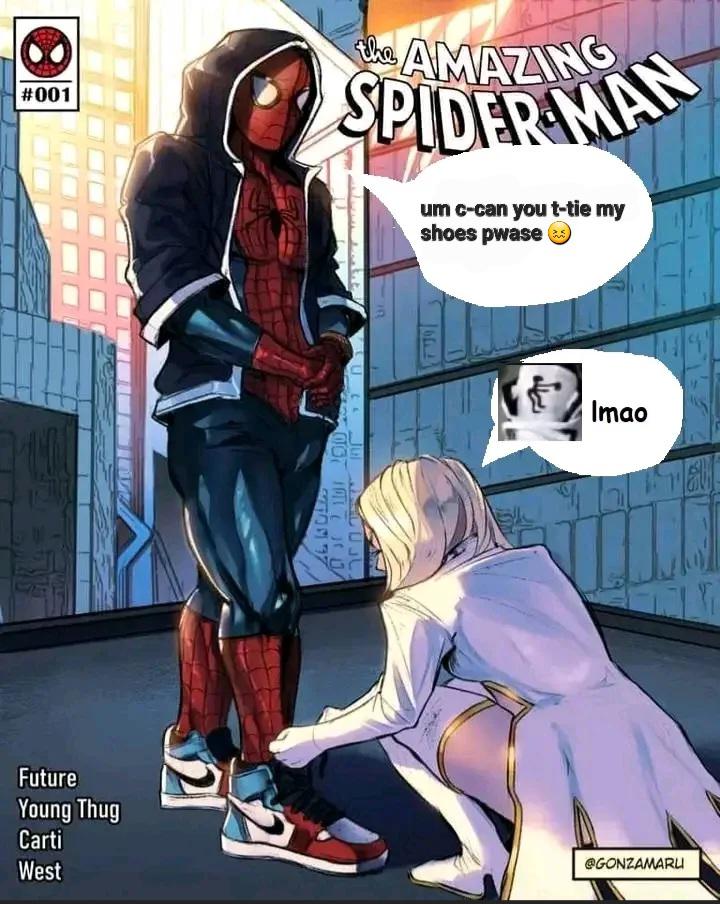 #001
the AMAZING
SPIDER-MAN
um c-can you t-tie my
shoes pwase 😖
lmao
Future
Young Thug
Carti
West
@GONZAMARU